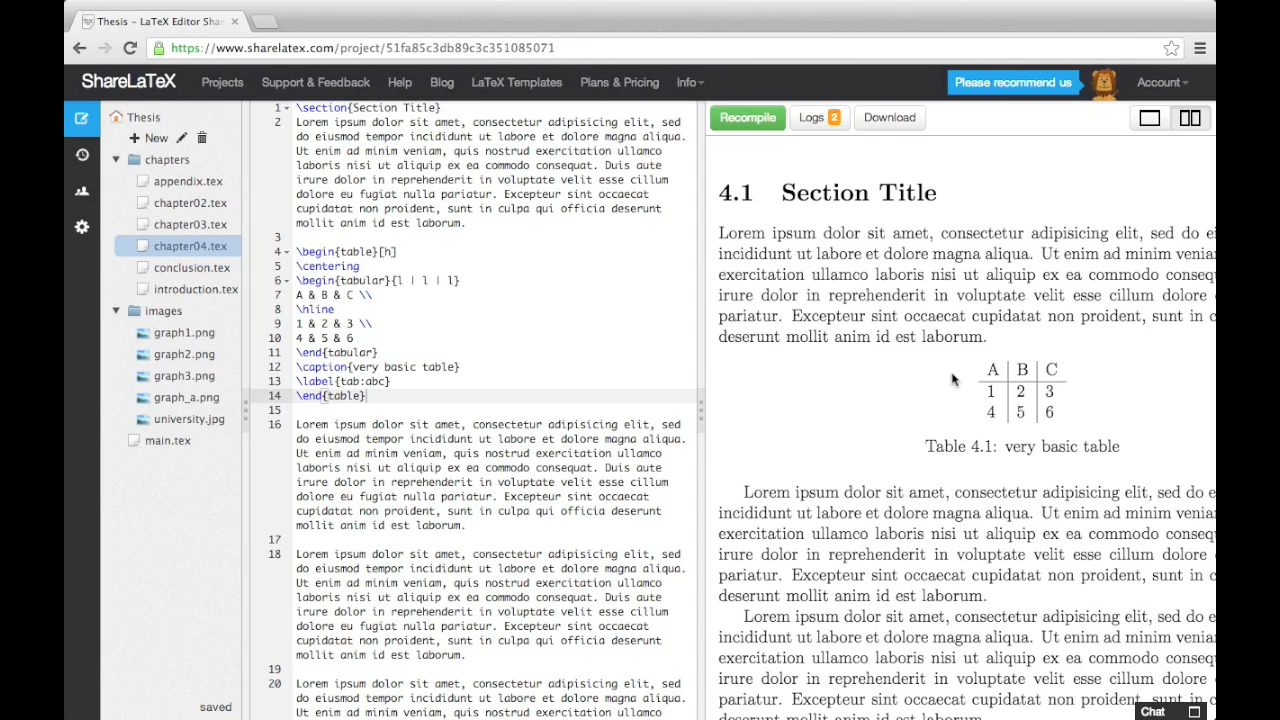 Thesis – LaTeX Editor Shar
https://www.sharelatex.com/project/51fa85c3db89c3c351085071
ShareLaTeX Projects Support & Feedback Help Blog LaTeX Templates Plans & Pricing Info Please recommend us Account
Thesis
New
chapters
appendix.tex
chapter02.tex
chapter03.tex
chapter04.tex
conclusion.tex
introduction.tex
images
graph1.png
graph2.png
graph3.png
graph_a.png
university.jpg
main.tex
saved
1 \section{Section Title}
2 Lorem ipsum dolor sit amet, consectetur adipisicing elit, sed
do eiusmod tempor incididunt ut labore et dolore magna aliqua.
Ut enim ad minim veniam, quis nostrud exercitation ullamco
laboris nisi ut aliquip ex ea commodo consequat. Duis aute
irure dolor in reprehenderit in voluptate velit esse cillum
dolore eu fugiat nulla pariatur. Excepteur sint occaecat
cupidatat non proident, sunt in culpa qui officia deserunt
mollit anim id est laborum.
3
4 \begin{table}[h]
5 \centering
6 \begin{tabular}{l | l | l}
7 A & B & C \\
8 \hline
9 1 & 2 & 3 \\
10 4 & 5 & 6
11 \end{tabular}
12 \caption{very basic table}
13 \label{tab:abc}
14 \end{table}
15
16 Lorem ipsum dolor sit amet, consectetur adipisicing elit, sed
do eiusmod tempor incididunt ut labore et dolore magna aliqua.
Ut enim ad minim veniam, quis nostrud exercitation ullamco
laboris nisi ut aliquip ex ea commodo consequat. Duis aute
irure dolor in reprehenderit in voluptate velit esse cillum
dolore eu fugiat nulla pariatur. Excepteur sint occaecat
cupidatat non proident, sunt in culpa qui officia deserunt
mollit anim id est laborum.
17
18 Lorem ipsum dolor sit amet, consectetur adipisicing elit, sed
do eiusmod tempor incididunt ut labore et dolore magna aliqua.
Ut enim ad minim veniam, quis nostrud exercitation ullamco
laboris nisi ut aliquip ex ea commodo consequat. Duis aute
irure dolor in reprehenderit in voluptate velit esse cillum
dolore eu fugiat nulla pariatur. Excepteur sint occaecat
cupidatat non proident, sunt in culpa qui officia deserunt
mollit anim id est laborum.
19
20 Lorem ipsum dolor sit amet, consectetur adipisicing elit, sed
do eiusmod tempor incididunt ut labore et dolore magna aliqua.
Ut enim ad minim veniam, quis nostrud exercitation ullamco
Recompile Logs 2 Download
4.1 Section Title
Lorem ipsum dolor sit amet, consectetur adipisicing elit, sed do ei
incididunt ut labore et dolore magna aliqua. Ut enim ad minim venia
exercitation ullamco laboris nisi ut aliquip ex ea commodo conseq
irure dolor in reprehenderit in voluptate velit esse cillum dolore
pariatur. Excepteur sint occaecat cupidatat non proident, sunt in c
deserunt mollit anim id est laborum.
A B C
1 2 3
4 5 6
Table 4.1: very basic table
Lorem ipsum dolor sit amet, consectetur adipisicing elit, sed do e
incididunt ut labore et dolore magna aliqua. Ut enim ad minim venia
exercitation ullamco laboris nisi ut aliquip ex ea commodo conseq
irure dolor in reprehenderit in voluptate velit esse cillum dolore
pariatur. Excepteur sint occaecat cupidatat non proident, sunt in c
deserunt mollit anim id est laborum.
Lorem ipsum dolor sit amet, consectetur adipisicing elit, sed do e
incididunt ut labore et dolore magna aliqua. Ut enim ad minim venia
exercitation ullamco laboris nisi ut aliquip ex ea commodo conseq
irure dolor in reprehenderit in voluptate velit esse cillum dolore
pariatur. Excepteur sint occaecat cupidatat non proident, sunt in c
Chat